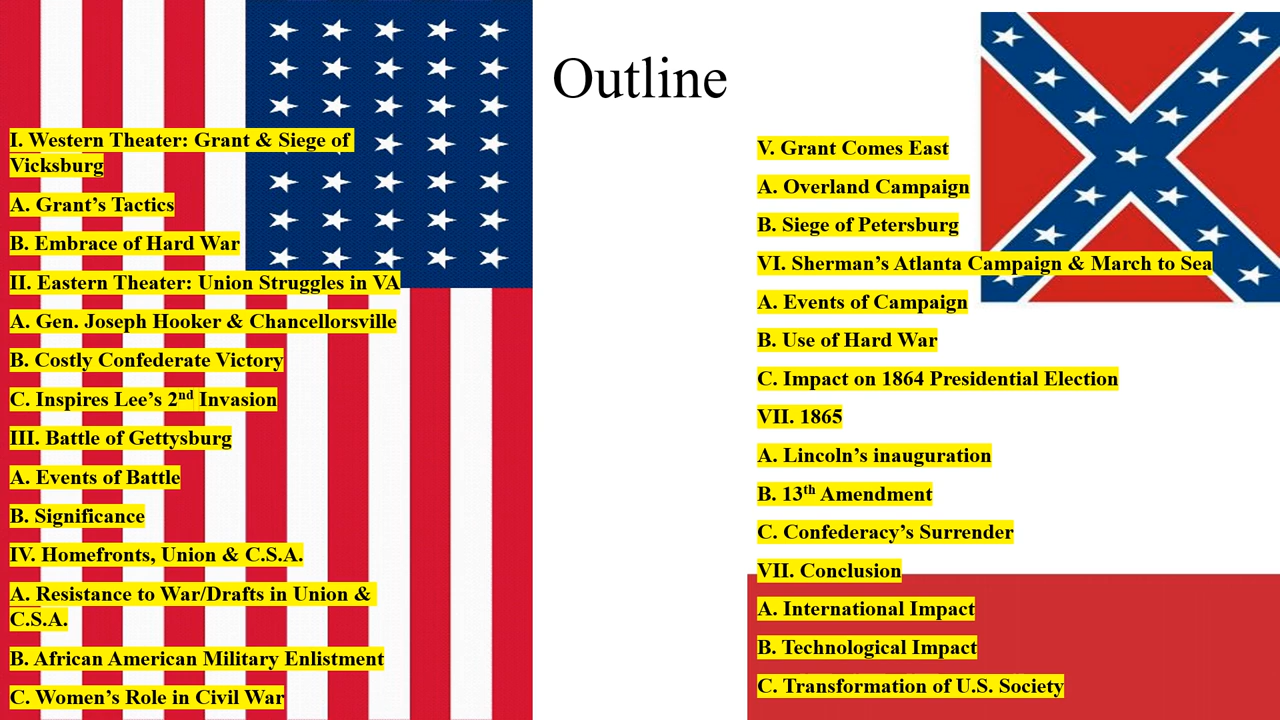 Outline
I. Western Theater: Grant & Siege of
Vicksburg
A. Grant’s Tactics
B. Embrace of Hard War
II. Eastern Theater: Union Struggles in VA
A. Gen. Joseph Hooker & Chancellorsville
B. Costly Confederate Victory
C. Inspires Lee’s 2nd Invasion
III. Battle of Gettysburg
A. Events of Battle
B. Significance
IV. Homefronts, Union & C.S.A.
A. Resistance to War/Drafts in Union &
C.S.A.
B. African American Military Enlistment
C. Women’s Role in Civil War
V. Grant Comes East
A. Overland Campaign
B. Siege of Petersburg
VI. Sherman’s Atlanta Campaign & March to Sea
A. Events of Campaign
B. Use of Hard War
C. Impact on 1864 Presidential Election
VII. 1865
A. Lincoln’s inauguration
B. 13th Amendment
C. Confederacy’s Surrender
VII. Conclusion
A. International Impact
B. Technological Impact
C. Transformation of U.S. Society